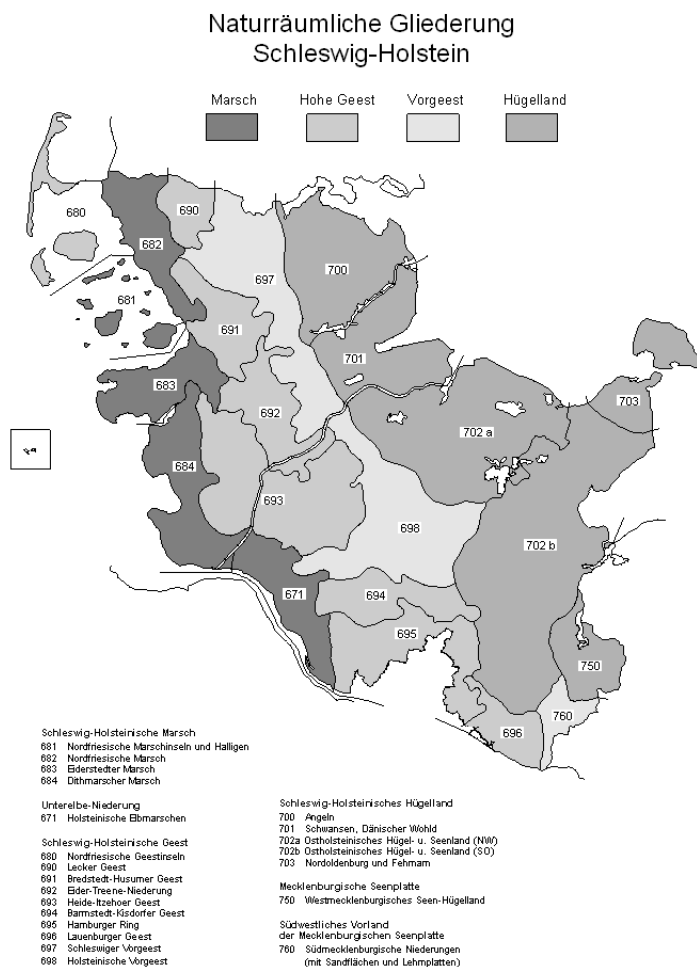 Naturräumliche Gliederung
Schleswig-Holstein
Marsch Hohe Geest Vorgeest Hügelland
680
690
682
700
697
681
691
701
683
703
692
702 a
684
693
698
702 b
671
694
695
750
760
696
Schleswig-Holsteinische Marsch
681 Nordfriesische Marschinseln und Halligen
682 Nordfriesische Marsch
683 Eiderstedter Marsch
684 Dithmarscher Marsch
Unterelbe-Niederung
671 Holsteinische Elbmarschen
Schleswig-Holsteinische Geest
680 Nordfriesische Geestinseln
690 Lecker Geest
691 Bredstedt-Husumer Geest
692 Eider-Treene-Niederung
693 Heide-Itzehoer Geest
694 Barmstedt-Kisdorfer Geest
695 Hamburger Ring
696 Lauenburger Geest
697 Schleswiger Vorgeest
698 Holsteinische Vorgeest
Schleswig-Holsteinisches Hügelland
700 Angeln
701 Schwansen, Dänischer Wohld
702a Ostholsteinisches Hügel- u. Seenland (NW)
702b Ostholsteinisches Hügel- u. Seenland (SO)
703 Nordoldenburg und Fehmarn
Mecklenburgische Seenplatte
750 Westmecklenburgisches Seen-Hügelland
Südwestliches Vorland
der Mecklenburgischen Seenplatte
760 Südmecklenburgische Niederungen
(mit Sandflächen und Lehmplatten)